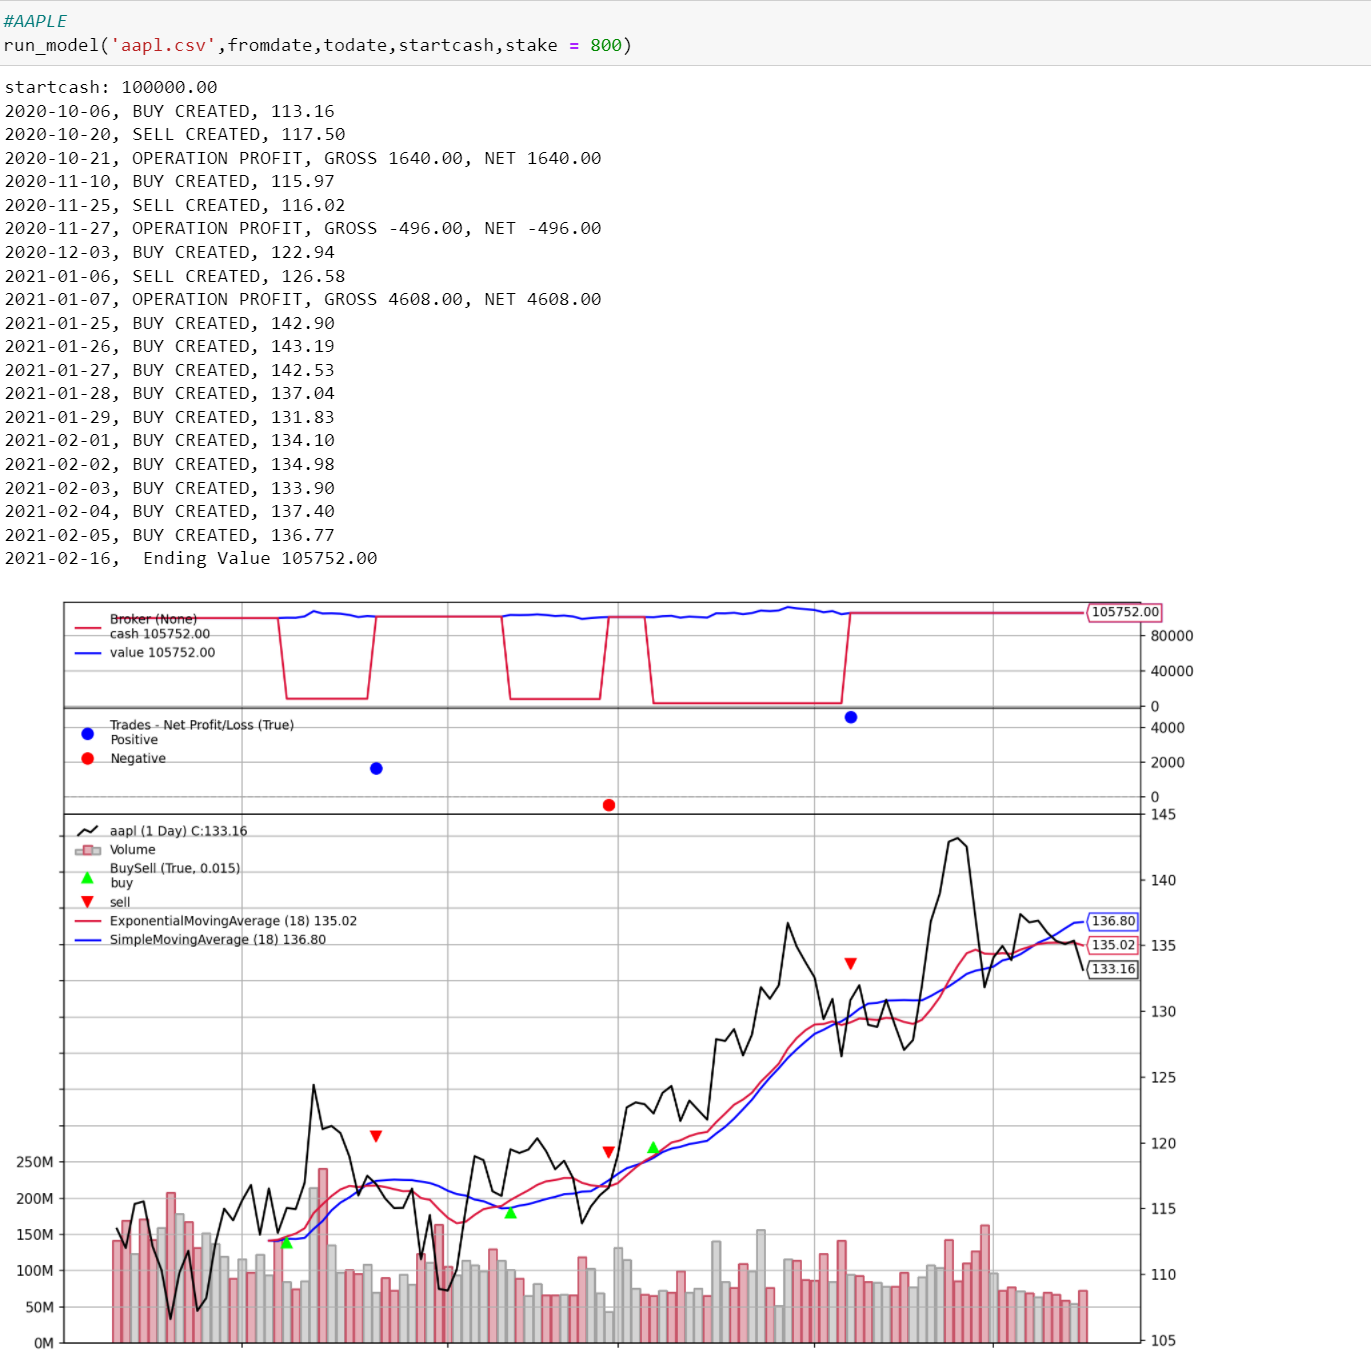 #AAPLE
run_model('aapl.csv',fromdate,todate,startcash,stake = 800)
startcash: 100000.00
2020-10-06, BUY CREATED, 113.16
2020-10-20, SELL CREATED, 117.50
2020-10-21, OPERATION PROFIT, GROSS 1640.00, NET 1640.00
2020-11-10, BUY CREATED, 115.97
2020-11-25, SELL CREATED, 116.02
2020-11-27, OPERATION PROFIT, GROSS -496.00, NET -496.00
2020-12-03, BUY CREATED, 122.94
2021-01-06, SELL CREATED, 126.58
2021-01-07, OPERATION PROFIT, GROSS 4608.00, NET 4608.00
2021-01-25, BUY CREATED, 142.90
2021-01-26, BUY CREATED, 143.19
2021-01-27, BUY CREATED, 142.53
2021-01-28, BUY CREATED, 137.04
2021-01-29, BUY CREATED, 131.83
2021-02-01, BUY CREATED, 134.10
2021-02-02, BUY CREATED, 134.98
2021-02-03, BUY CREATED, 133.90
2021-02-04, BUY CREATED, 137.40
2021-02-05, BUY CREATED, 136.77
2021-02-16,  Ending Value 105752.00
Broker (None)
cash 105752.00
value 105752.00
105752.00
80000
40000
0
Trades - Net Profit/Loss (True)
Positive
Negative
4000
2000
0
aapl (1 Day) C:133.16
Volume
BuySell (True, 0.015)
buy
sell
ExponentialMovingAverage (18) 135.02
SimpleMovingAverage (18) 136.80
145
140
136.80
135
135.02
133.16
130
125
120
115
110
105
250M
200M
150M
100M
50M
0M